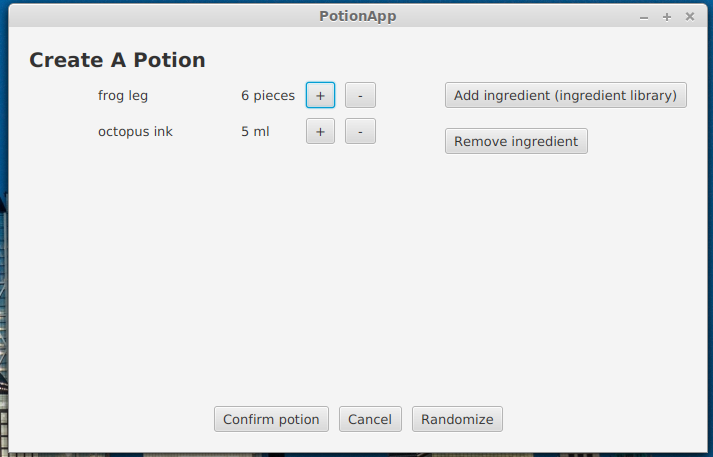 PotionApp
Create A Potion
frog leg 6 pieces + - Add ingredient (ingredient library)
octopus ink 5 ml + - Remove ingredient
Confirm potion Cancel Randomize